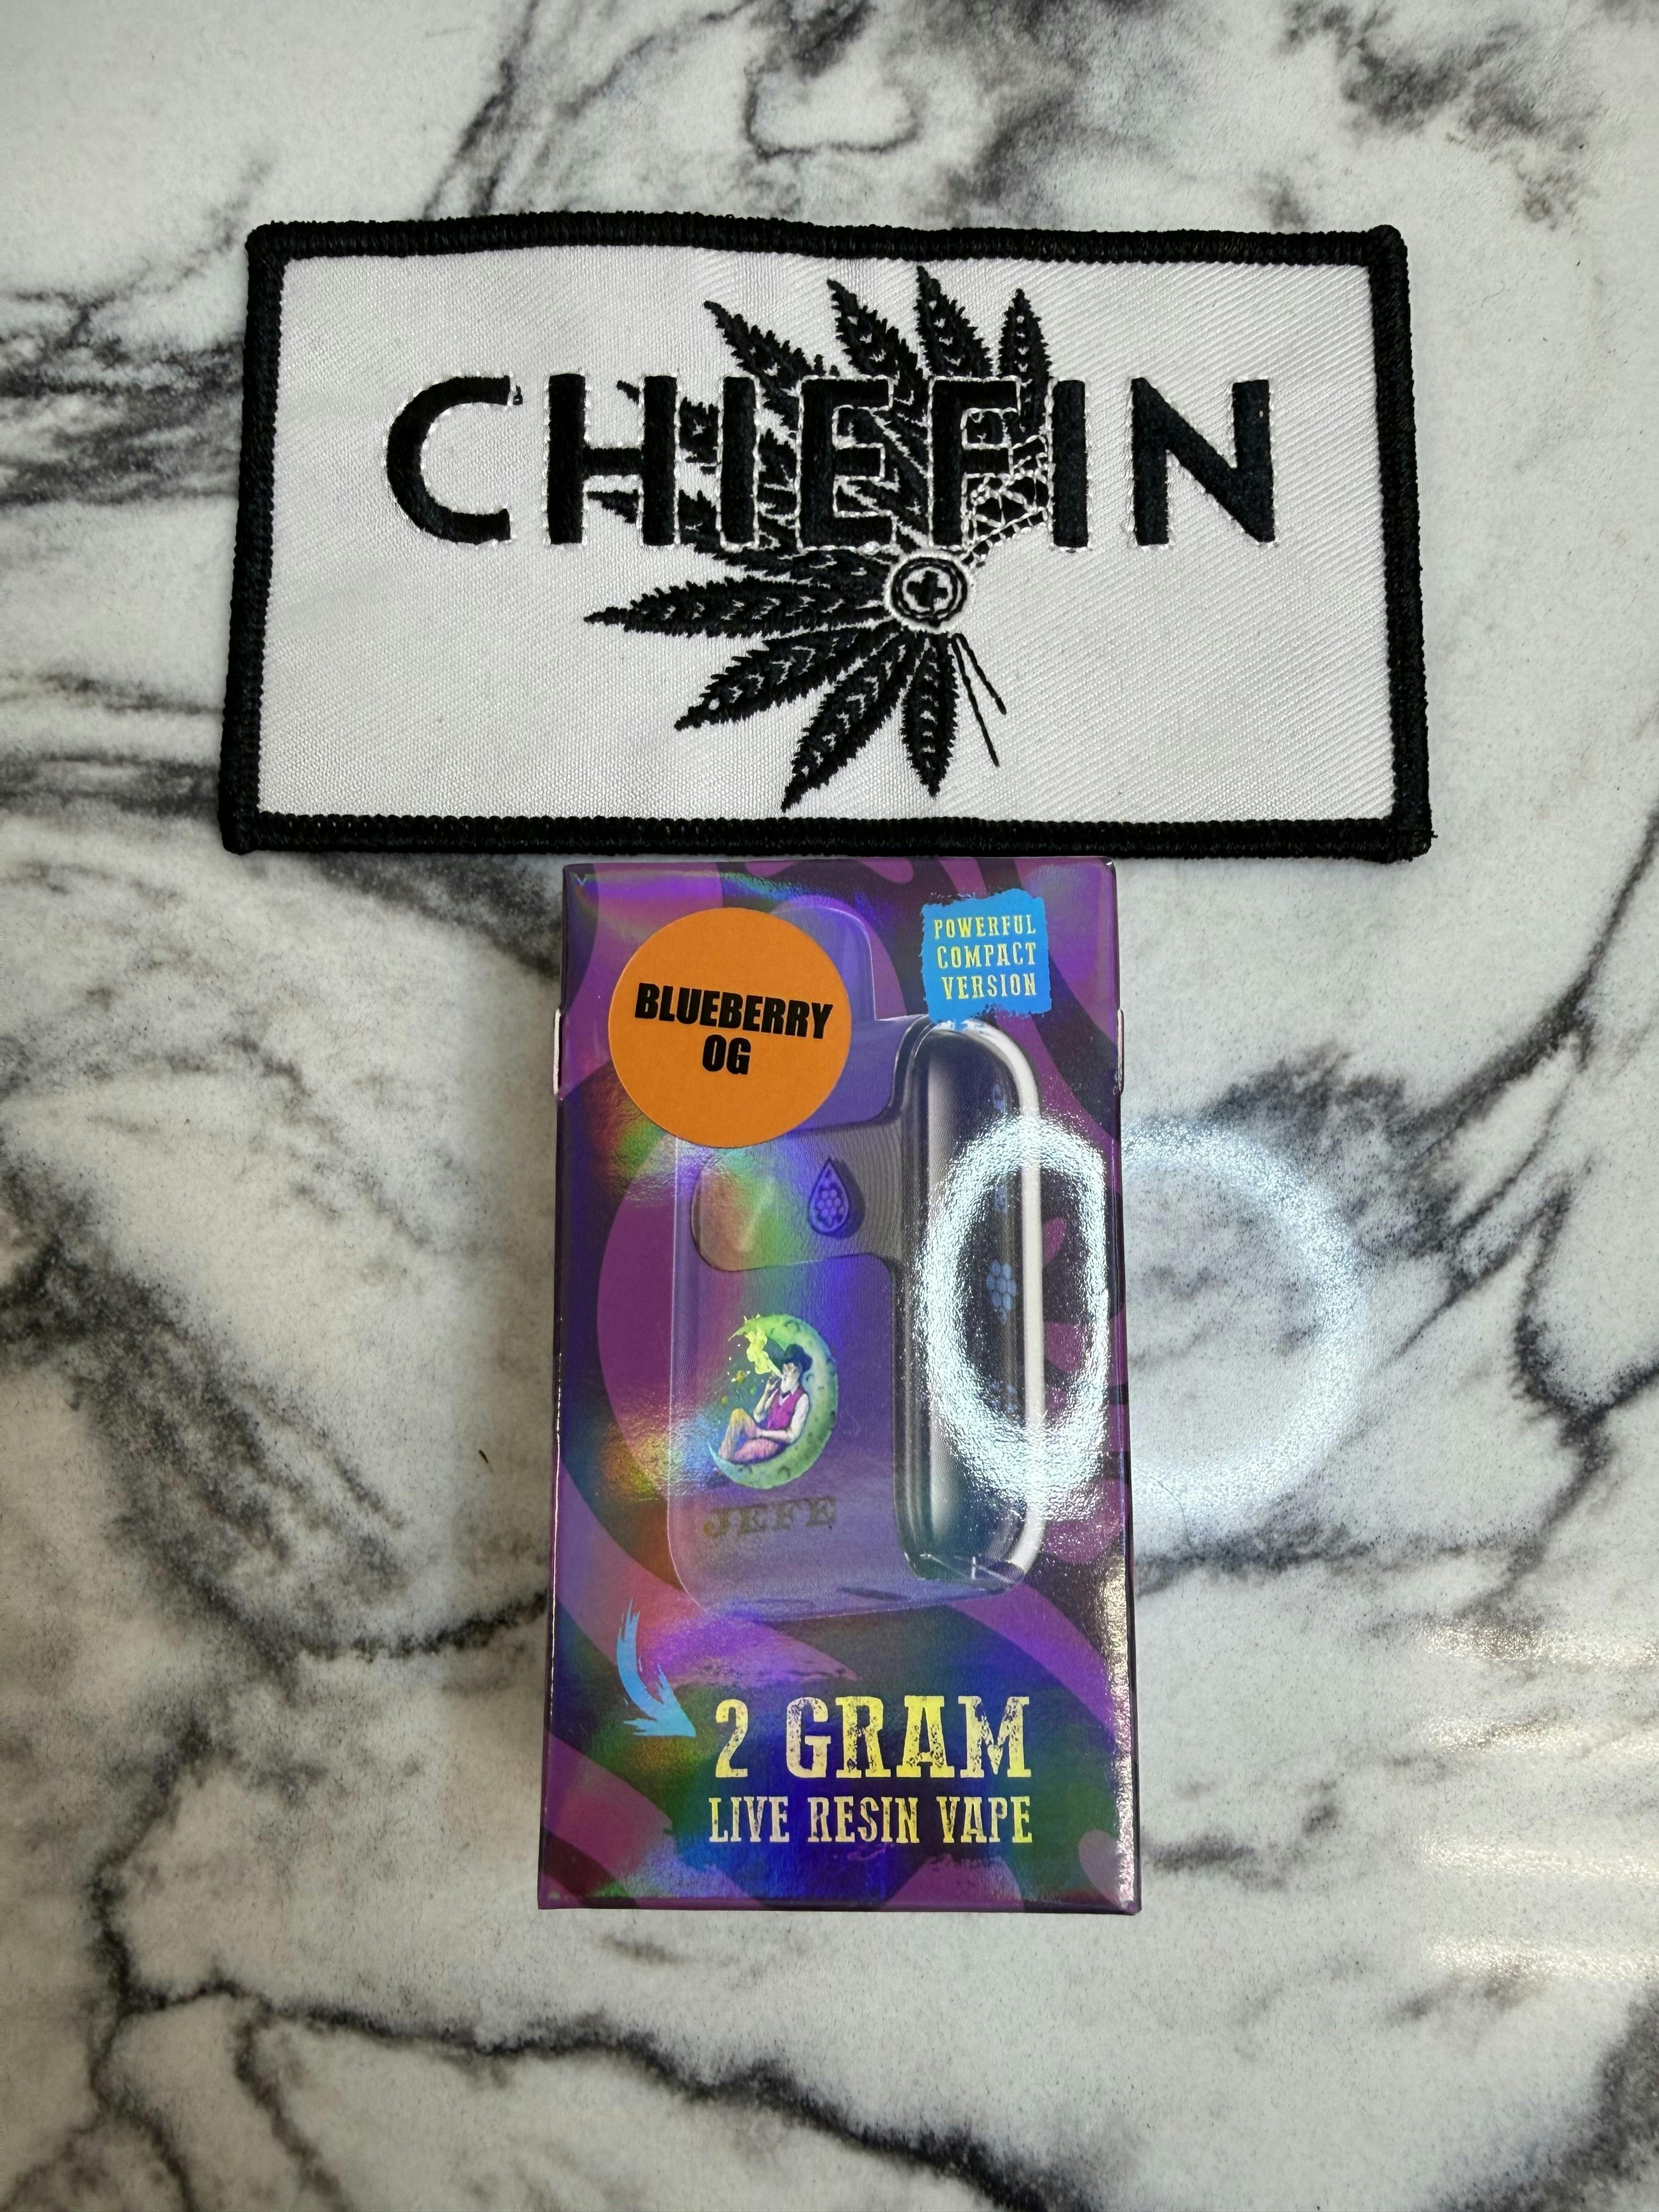 CHIEFIN
POWERFUL
COMPACT
VERSION
BLUEBERRY
OG
JEFE
2 GRAM
LIVE RESIN VAPE